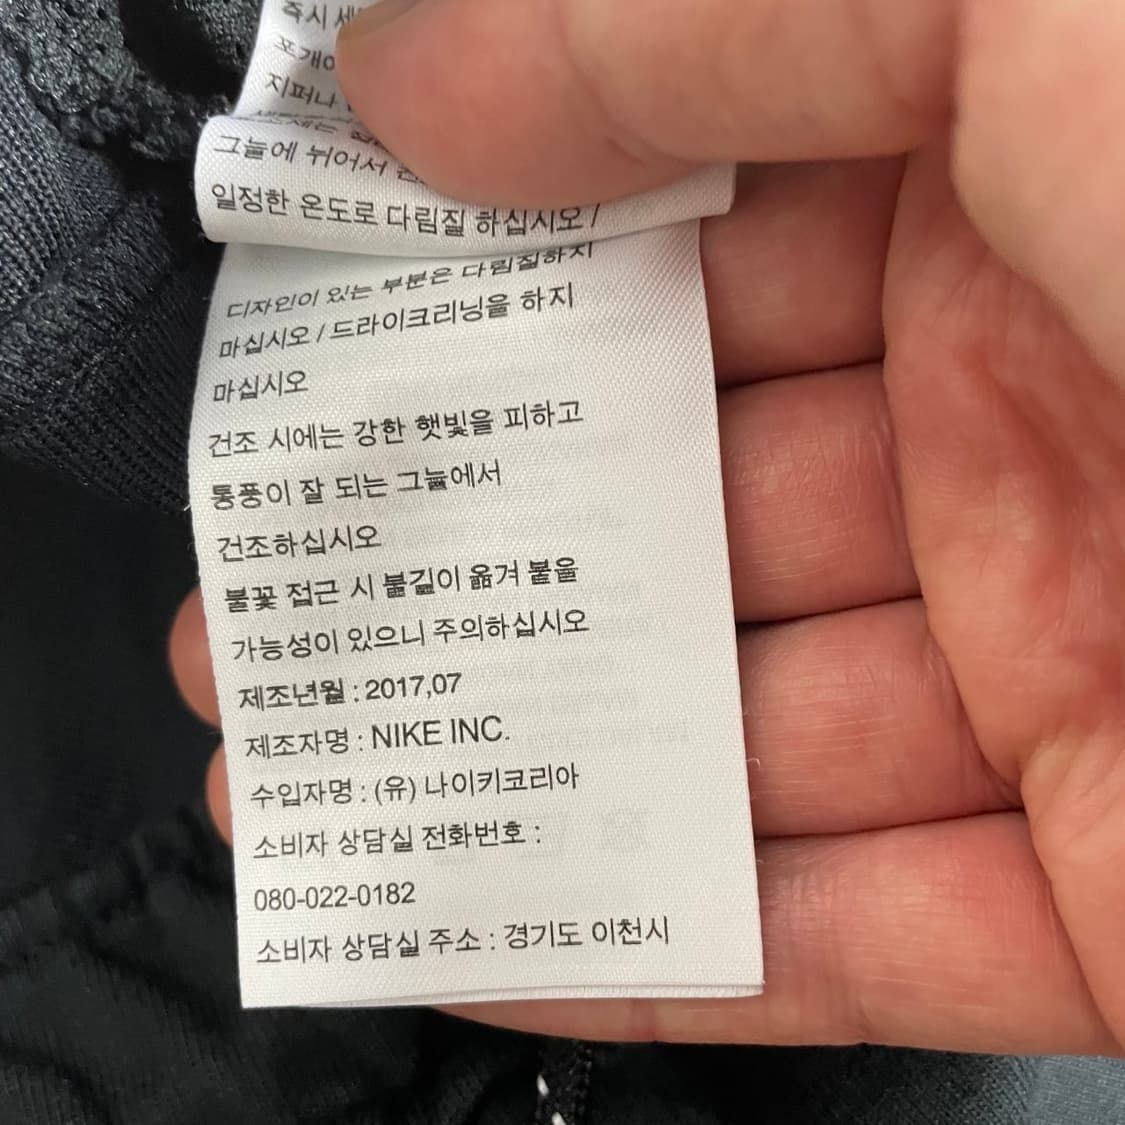 즉시
포개
지퍼나
그늘에 뉘어서
일정한 온도로 다림질 하십시오 /
디자인이 있는 부분은 다림질하지
마십시오 / 드라이크리닝을 하지
마십시오
건조 시에는 강한 햇빛을 피하고
통풍이 잘 되는 그늘에서
건조하십시오
불꽃 접근 시 불길이 옮겨 붙을
가능성이 있으니 주의하십시오
제조년월 : 2017,07
제조자명 : NIKE INC.
수입자명 : (유) 나이키코리아
소비자 상담실 전화번호 :
080-022-0182
소비자 상담실 주소 : 경기도 이천시